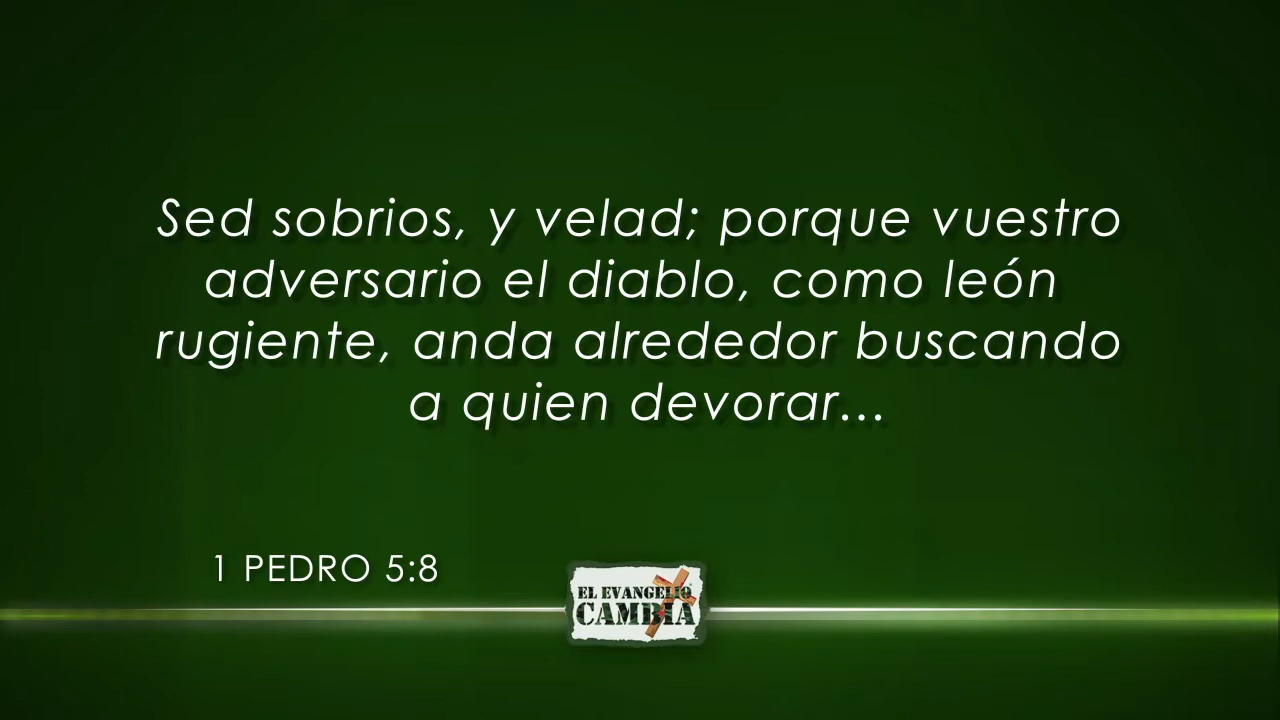 Sed sobrios, y velad; porque vuestro
adversario el diablo, como león
rugiente, anda alrededor buscando
a quien devorar...
1 PEDRO 5:8
EL EVANGELIO
CAMBIA